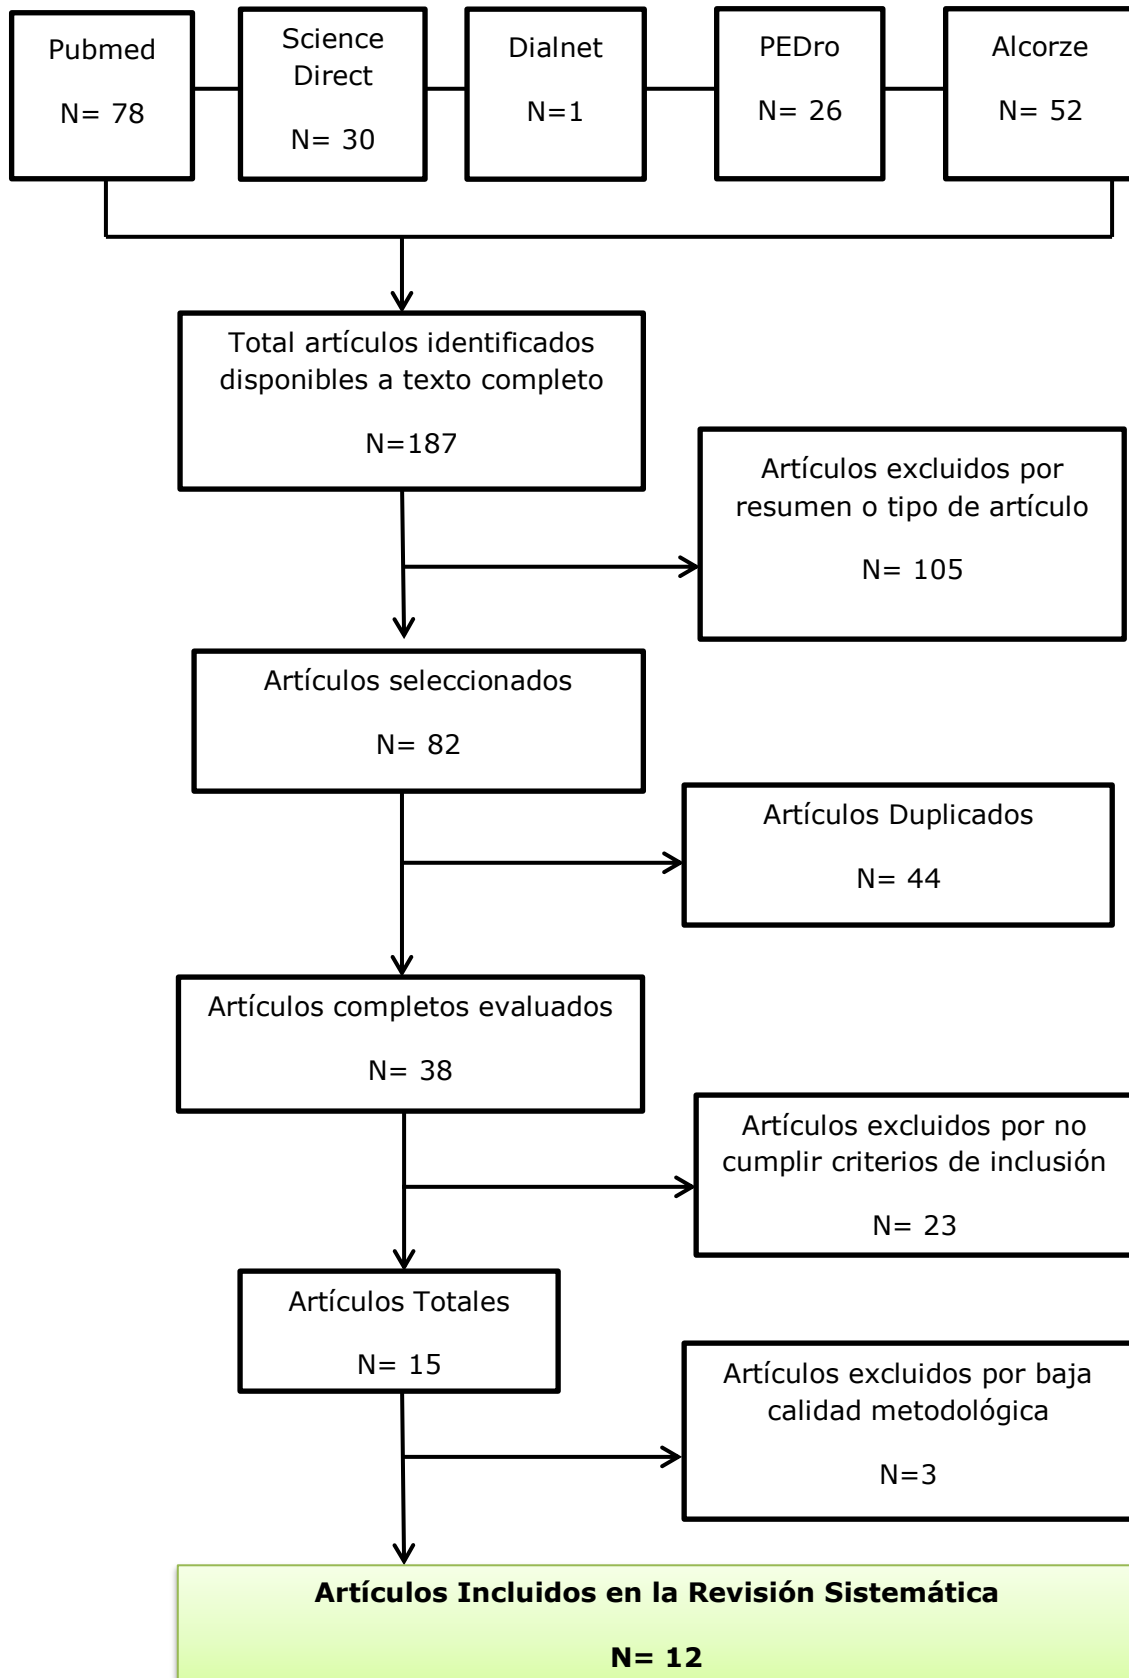 Pubmed
N= 78
Science
Direct
N= 30
Dialnet
N=1
PEDro
N= 26
Alcorze
N= 52
Total artículos identificados
disponibles a texto completo
N=187
Artículos excluidos por
resumen o tipo de artículo
N= 105
Artículos seleccionados
N= 82
Artículos Duplicados
N= 44
Artículos completos evaluados
N= 38
Artículos excluidos por no
cumplir criterios de inclusión
N= 23
Artículos Totales
N= 15
Artículos excluidos por baja
calidad metodológica
N=3
Artículos Incluidos en la Revisión Sistemática
N= 12